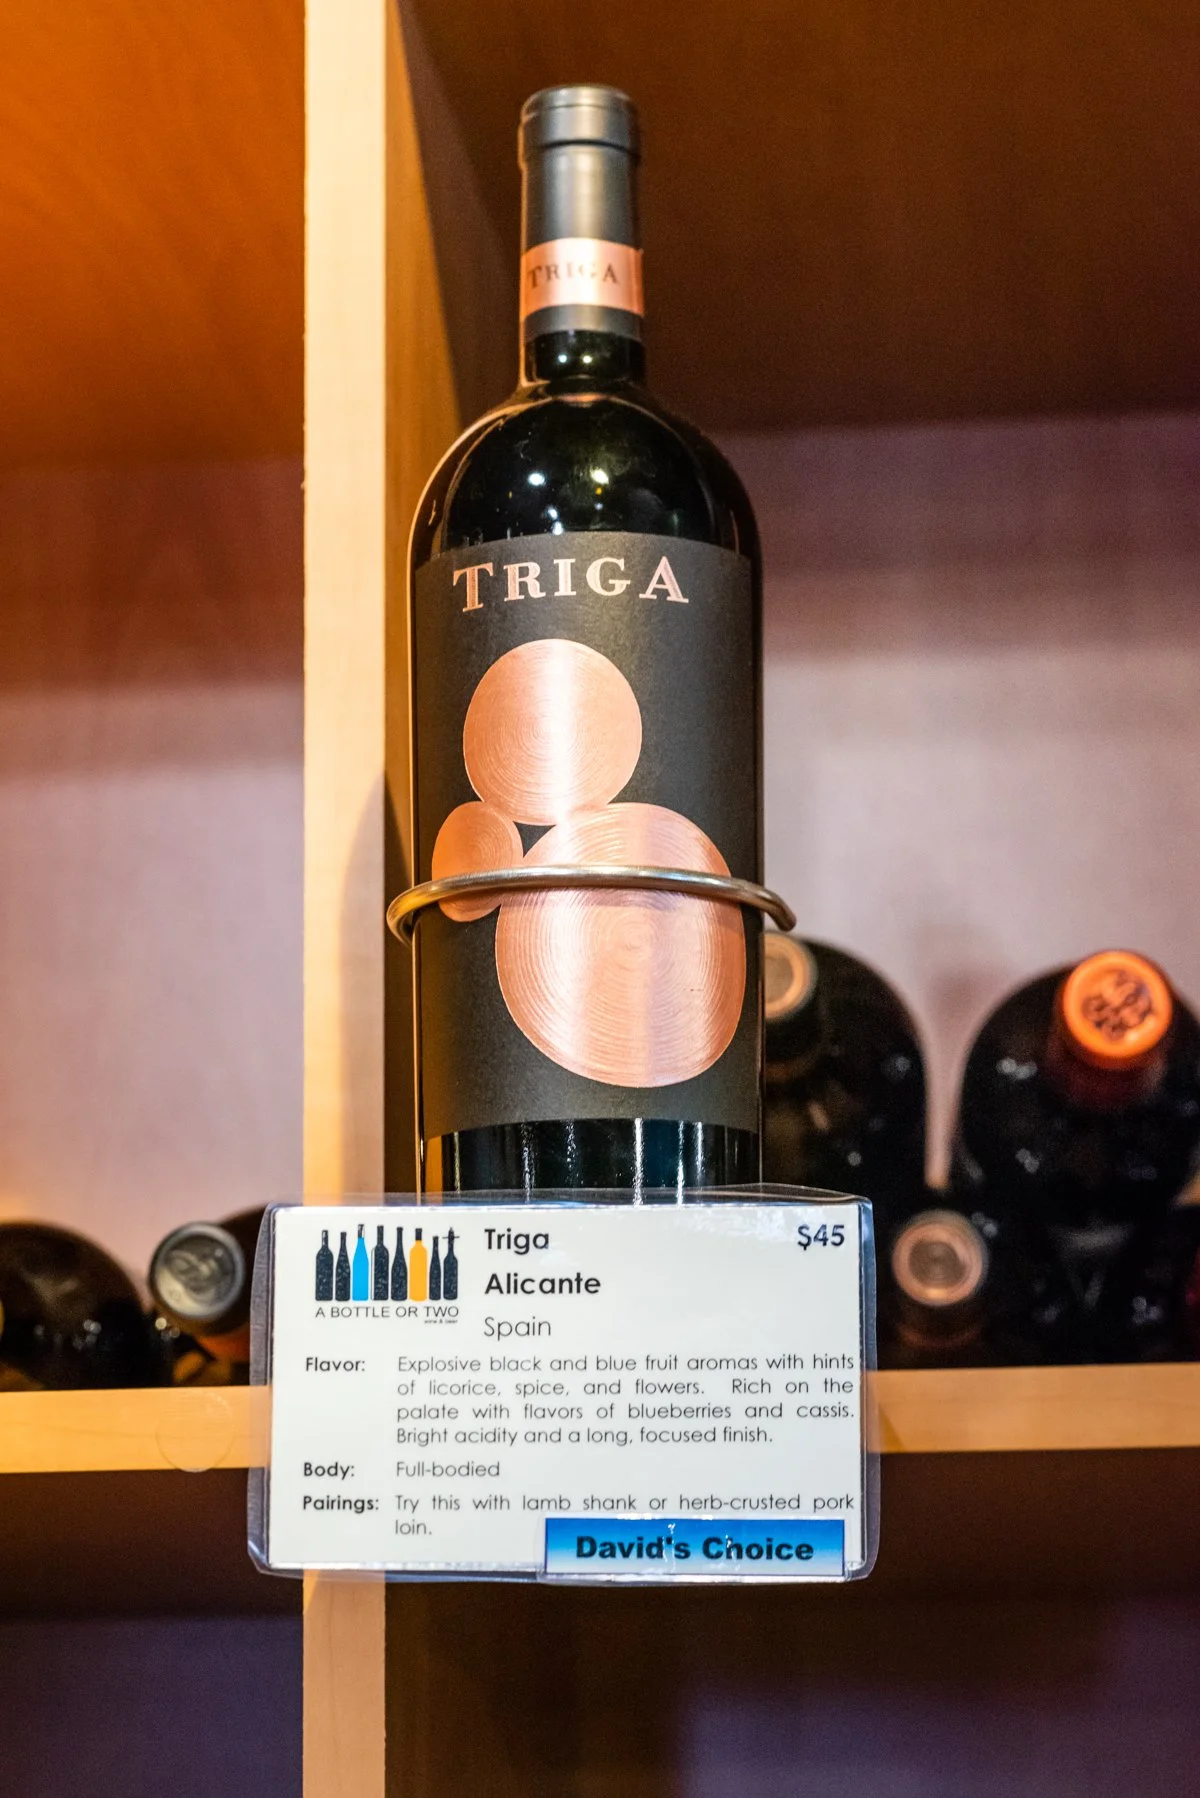 TRIGA
TRIGA
A BOTTLE OR TWO
wine & beer
Triga
$45
Alicante
Spain
Flavor: Explosive black and blue fruit aromas with hints
of licorice, spice, and flowers. Rich on the
palate with flavors of blueberries and cassis.
Bright acidity and a long, focused finish.
Body: Full-bodied
Pairings: Try this with lamb shank or herb-crusted pork
loin.
David's Choice